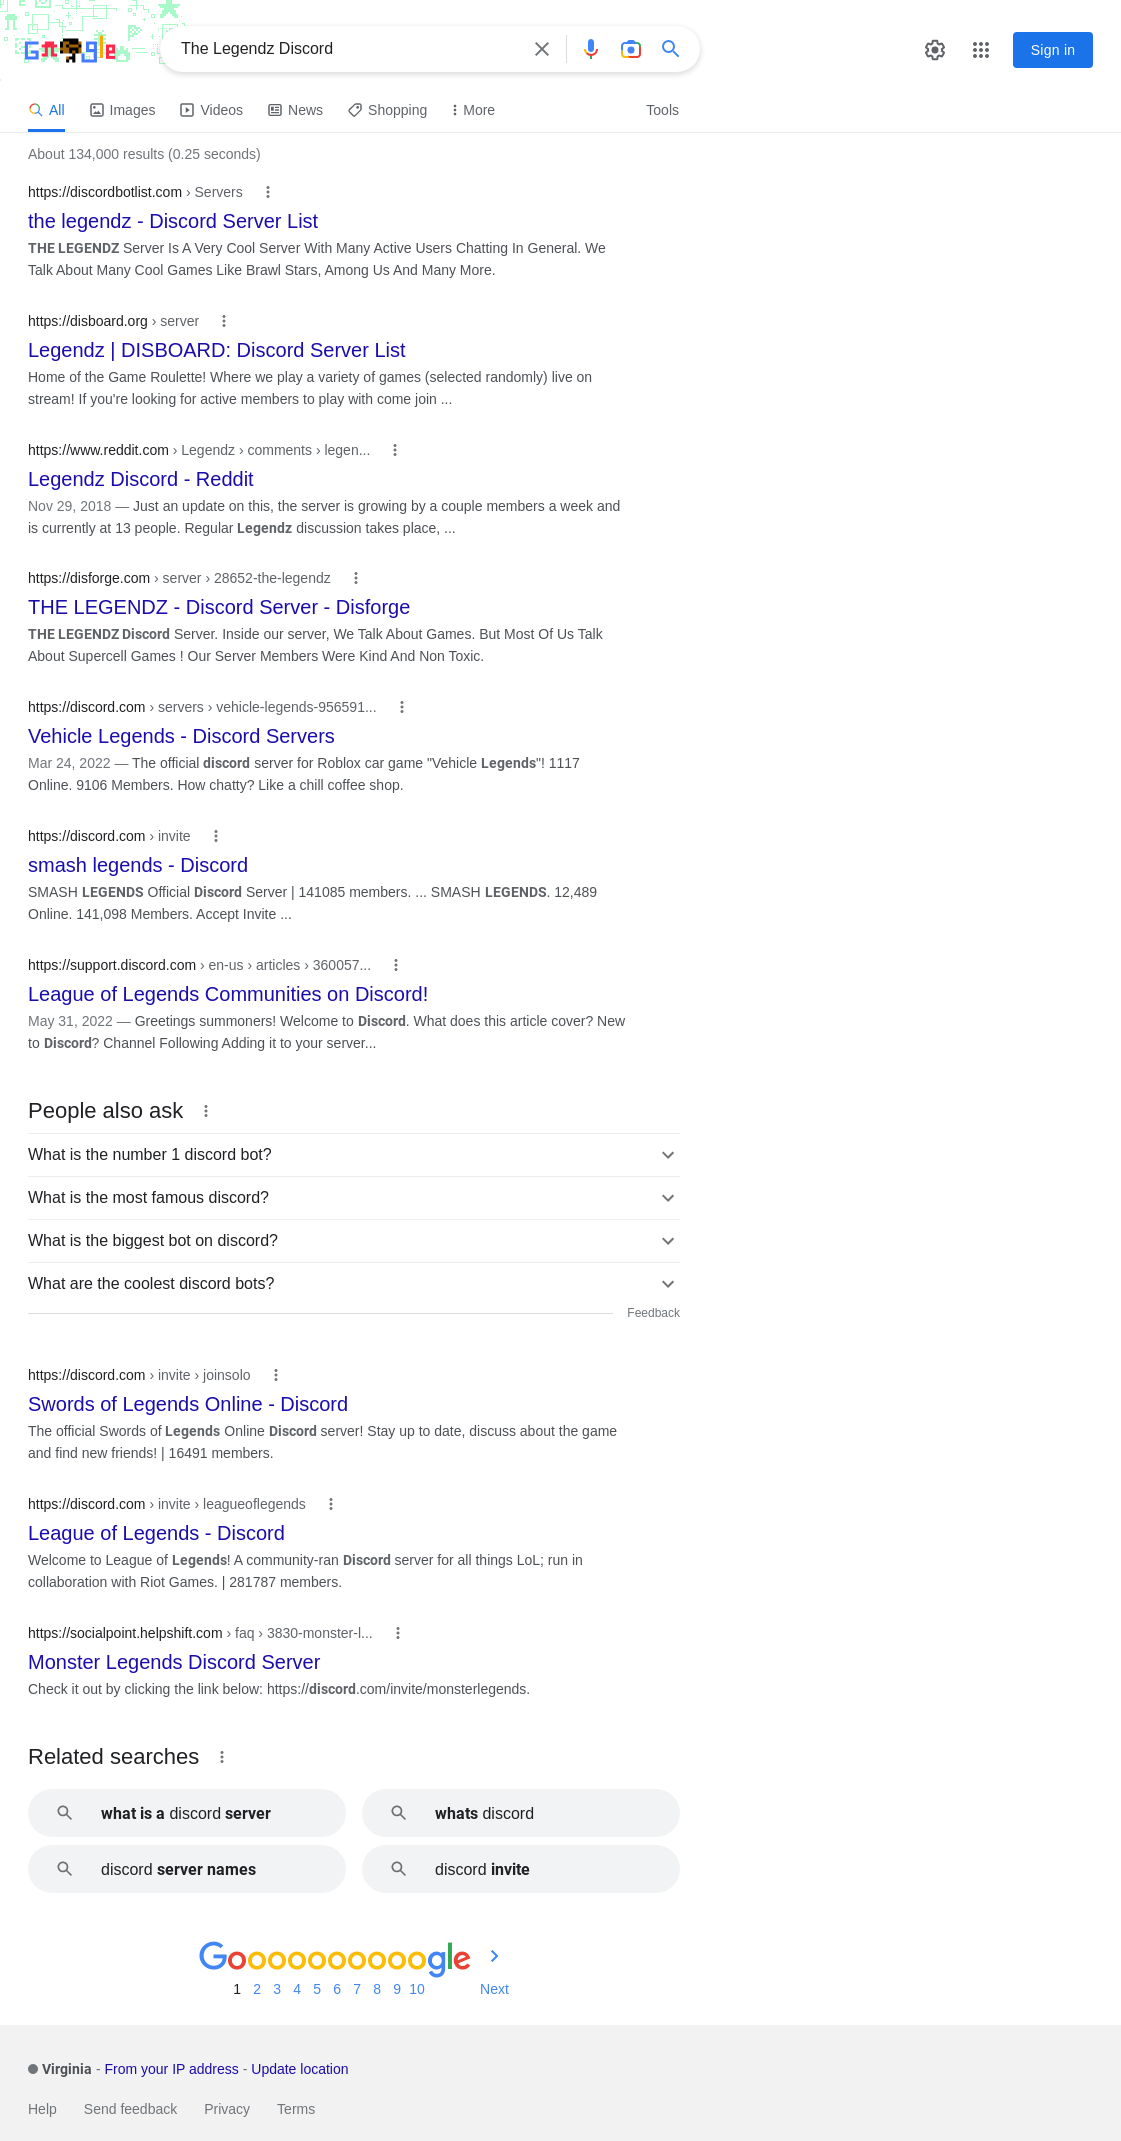 Google
The Legendz Discord
Sign in
All Images Videos News Shopping More Tools
About 134,000 results (0.25 seconds)
https://discordbotlist.com › Servers
the legendz - Discord Server List
THE LEGENDZ Server Is A Very Cool Server With Many Active Users Chatting In General. We
Talk About Many Cool Games Like Brawl Stars, Among Us And Many More.
https://disboard.org › server
Legendz | DISBOARD: Discord Server List
Home of the Game Roulette! Where we play a variety of games (selected randomly) live on
stream! If you're looking for active members to play with come join ...
https://www.reddit.com › Legendz › comments › legen...
Legendz Discord - Reddit
Nov 29, 2018 — Just an update on this, the server is growing by a couple members a week and
is currently at 13 people. Regular Legendz discussion takes place, ...
https://disforge.com › server › 28652-the-legendz
THE LEGENDZ - Discord Server - Disforge
THE LEGENDZ Discord Server. Inside our server, We Talk About Games. But Most Of Us Talk
About Supercell Games ! Our Server Members Were Kind And Non Toxic.
https://discord.com › servers › vehicle-legends-956591...
Vehicle Legends - Discord Servers
Mar 24, 2022 — The official discord server for Roblox car game "Vehicle Legends"! 1117
Online. 9106 Members. How chatty? Like a chill coffee shop.
https://discord.com › invite
smash legends - Discord
SMASH LEGENDS Official Discord Server | 141085 members. ... SMASH LEGENDS. 12,489
Online. 141,098 Members. Accept Invite ...
https://support.discord.com › en-us › articles › 360057...
League of Legends Communities on Discord!
May 31, 2022 — Greetings summoners! Welcome to Discord. What does this article cover? New
to Discord? Channel Following Adding it to your server...
People also ask
What is the number 1 discord bot?
What is the most famous discord?
What is the biggest bot on discord?
What are the coolest discord bots?
Feedback
https://discord.com › invite › joinsolo
Swords of Legends Online - Discord
The official Swords of Legends Online Discord server! Stay up to date, discuss about the game
and find new friends! | 16491 members.
https://discord.com › invite › leagueoflegends
League of Legends - Discord
Welcome to League of Legends! A community-ran Discord server for all things LoL; run in
collaboration with Riot Games. | 281787 members.
https://socialpoint.helpshift.com › faq › 3830-monster-l...
Monster Legends Discord Server
Check it out by clicking the link below: https://discord.com/invite/monsterlegends.
Related searches
what is a discord server
whats discord
discord server names
discord invite
Goooooooooogle
1 2 3 4 5 6 7 8 9 10 Next
Virginia - From your IP address - Update location
Help Send feedback Privacy Terms